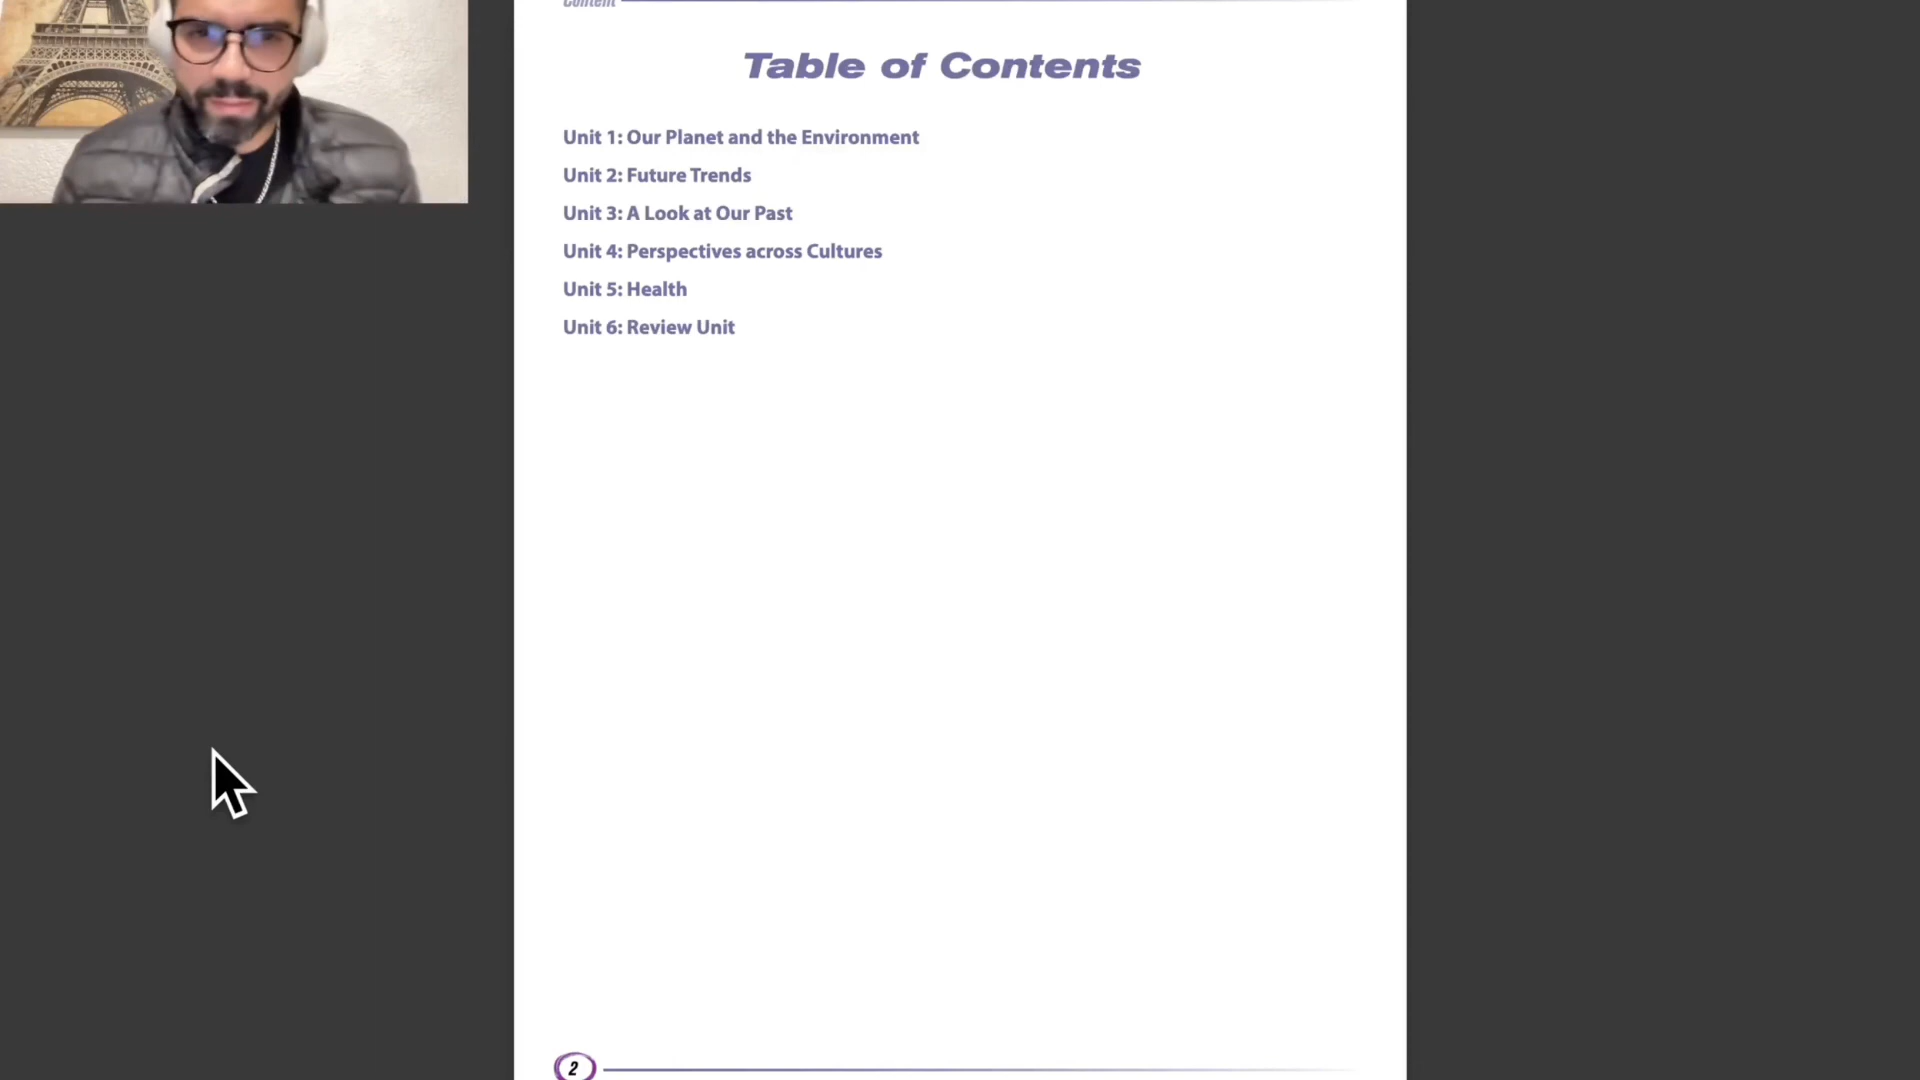 Content
Table of Contents
Unit 1: Our Planet and the Environment
Unit 2: Future Trends
Unit 3: A Look at Our Past
Unit 4: Perspectives across Cultures
Unit 5: Health
Unit 6: Review Unit
2